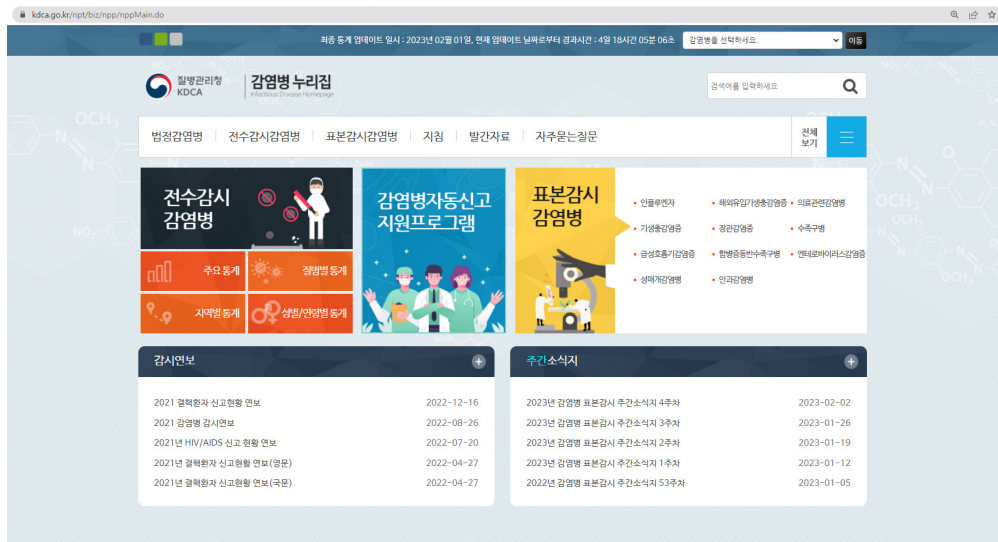 kdca.go.kr/npt/biz/npp/nppMain.do
최종 통계 업데이트 일시 : 2023년 02월 01일, 현재 업데이트 날짜로부터 경과시간 : 4일 18시간 05분 06초
감염병을 선택하세요.
이동
질병관리청
KDCA
감염병 누리집
Infectious Disease Homepage
검색어를 입력하세요
법정감염병 전수감시감염병 표본감시감염병 지침 발간자료 자주묻는질문
전체
보기
전수감시
감염병
주요 통계
질병별 통계
지역별 통계
성별/연령별 통계
감염병자동신고
지원프로그램
표본감시
감염병
인플루엔자 해외유입기생충감염증 의료관련감염병
기생충감염증 장관감염증 수족구병
급성호흡기감염증 합병증동반수족구병 엔테로바이러스감염증
성매개감염병 안과감염병
감시연보
2021 결핵환자 신고현황 연보 2022-12-16
2021 감염병 감시연보 2022-08-26
2021년 HIV/AIDS 신고 현황 연보 2022-07-20
2021년 결핵환자 신고현황 연보(영문) 2022-04-27
2021년 결핵환자 신고현황 연보(국문) 2022-04-27
주간소식지
2023년 감염병 표본감시 주간소식지 4주차 2023-02-02
2023년 감염병 표본감시 주간소식지 3주차 2023-01-26
2023년 감염병 표본감시 주간소식지 2주차 2023-01-19
2023년 감염병 표본감시 주간소식지 1주차 2023-01-12
2022년 감염병 표본감시 주간소식지 53주차 2023-01-05